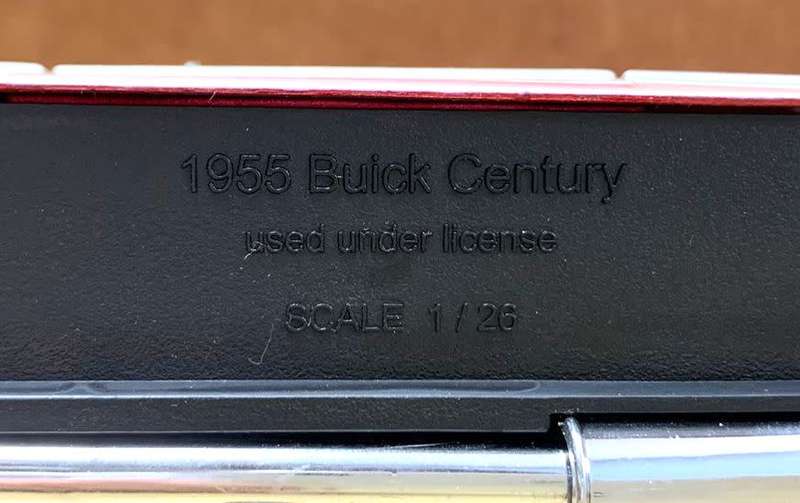 1955 Buick Century
used under license
SCALE 1 / 26